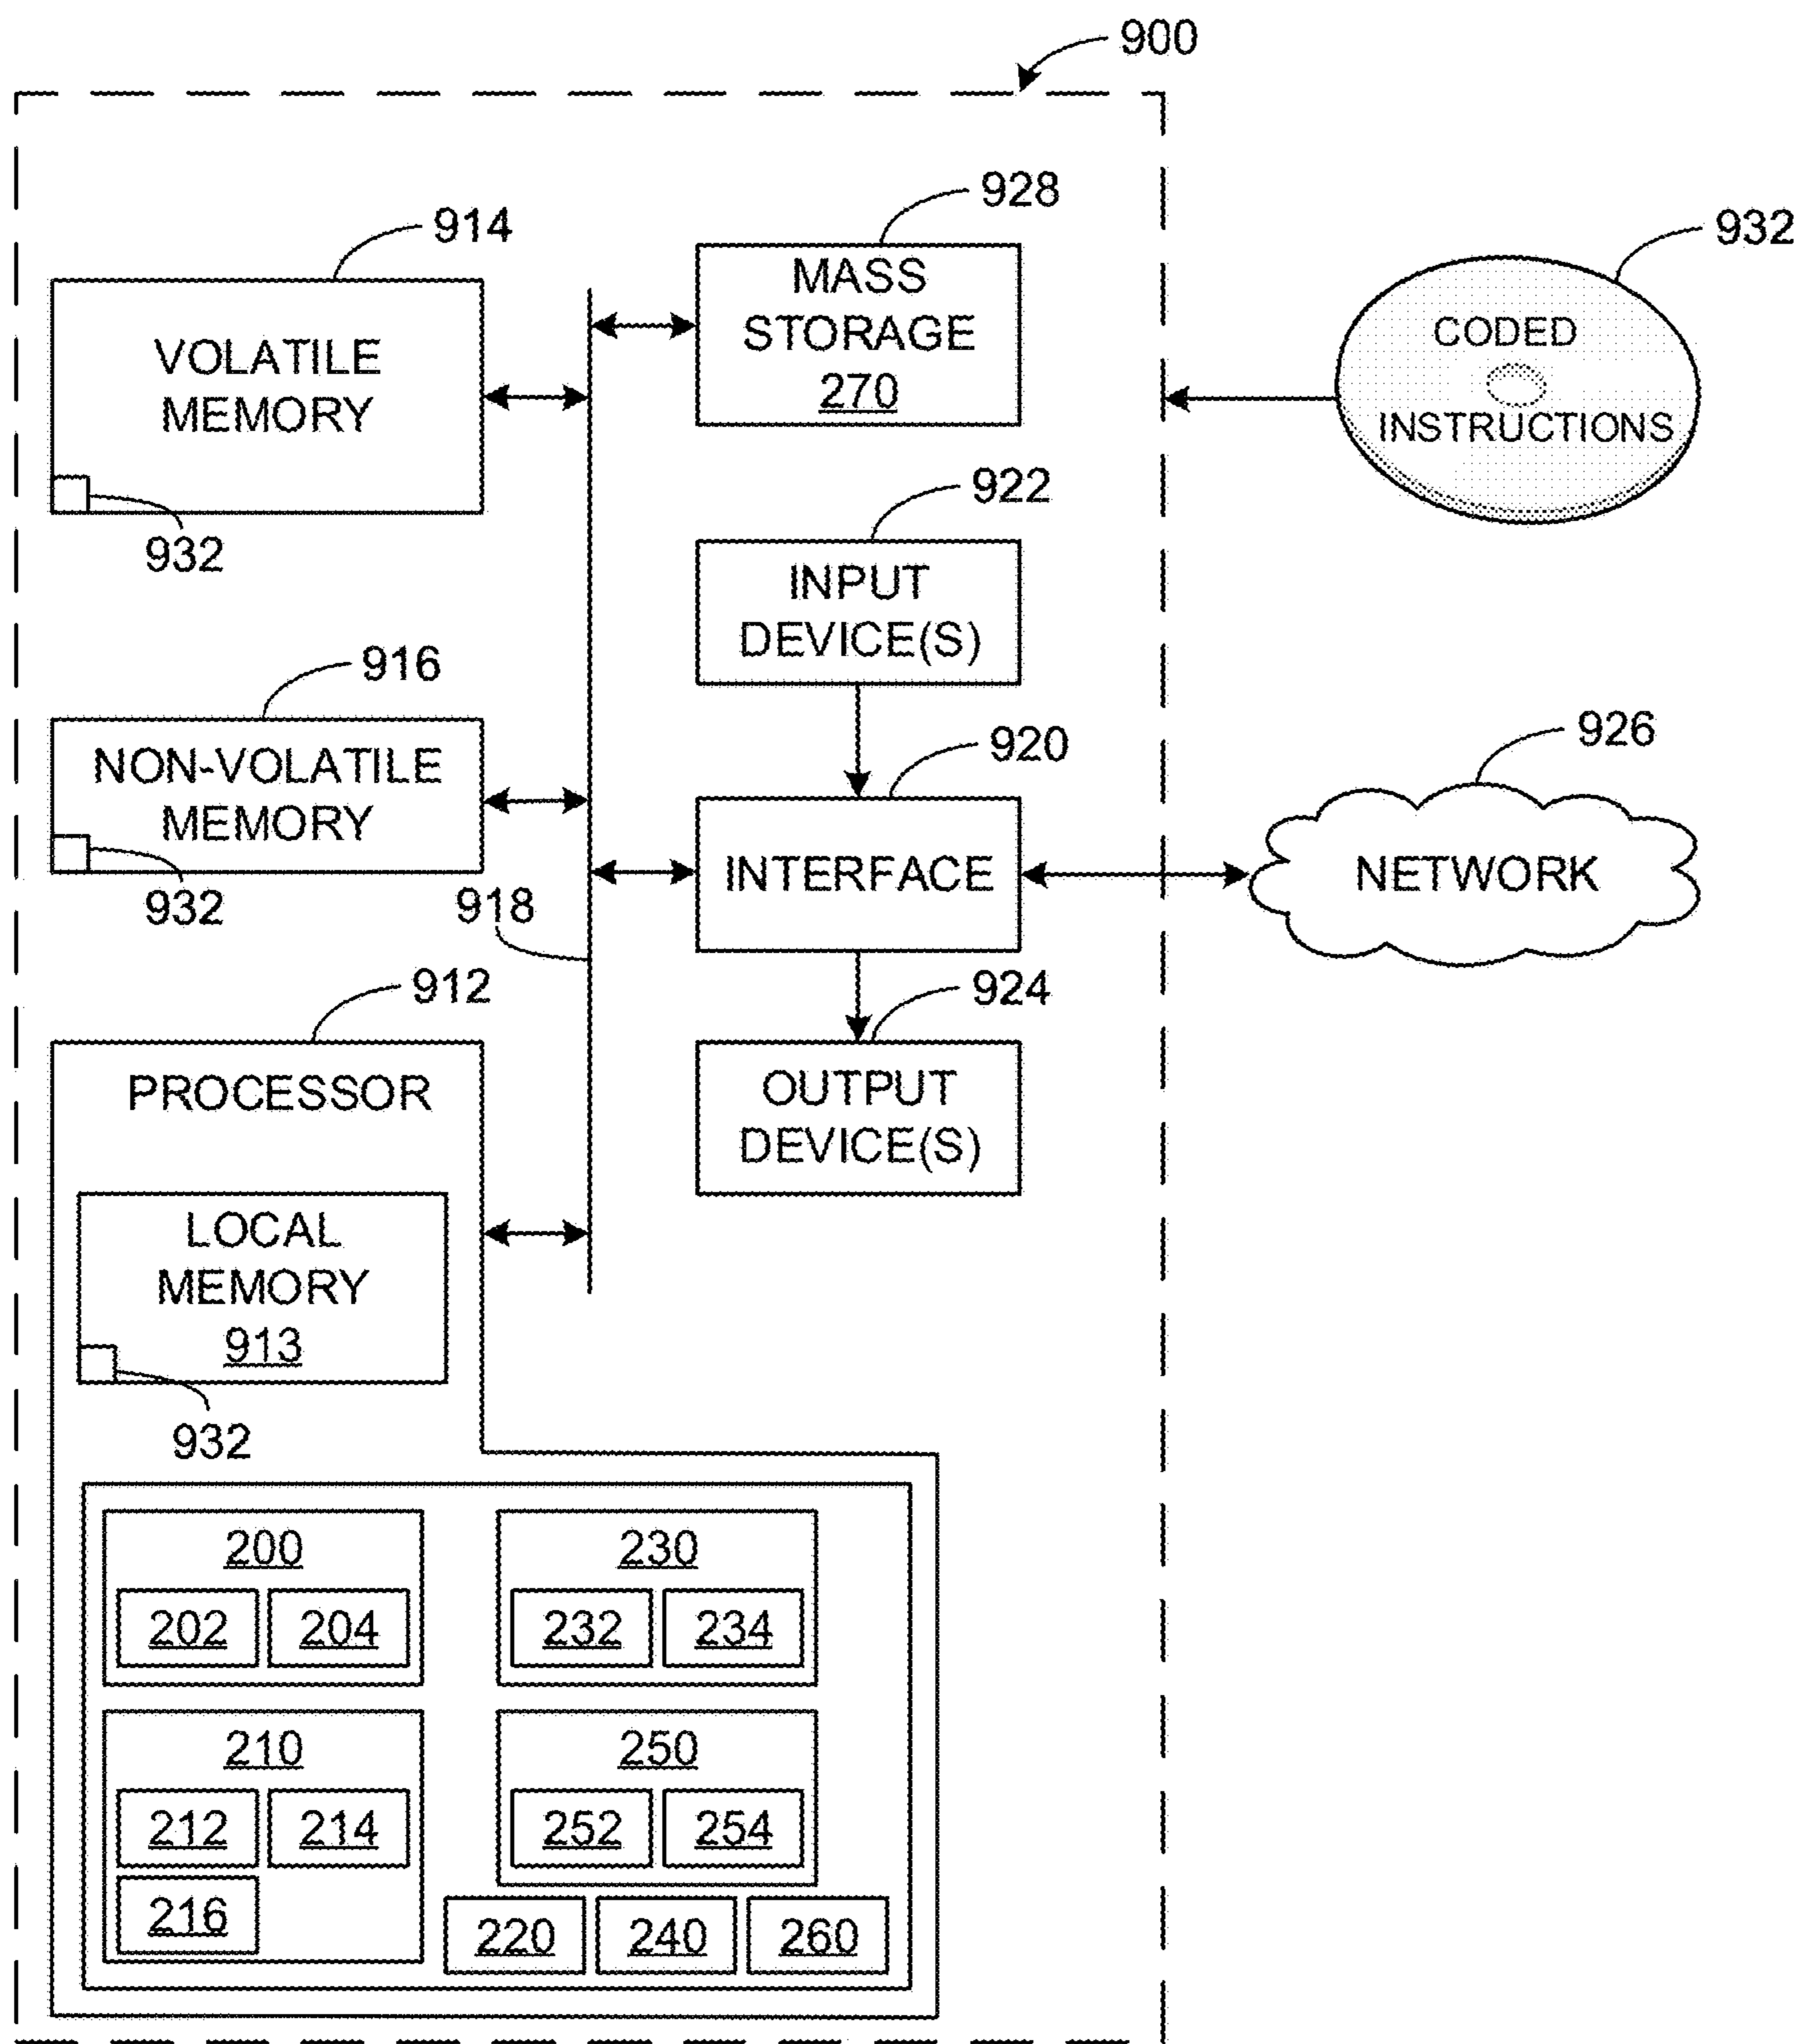 900
928
914
932
MASS
STORAGE
270
VOLATILE
MEMORY
CODED
INSTRUCTIONS
932
922
INPUT
DEVICE(S)
916
920
926
NON-VOLATILE
MEMORY
INTERFACE
NETWORK
932
918
912
924
PROCESSOR
OUTPUT
DEVICE(S)
LOCAL
MEMORY
913
932
200
202 204
230
232 234
210
212 214
216
250
252 254
220 240 260